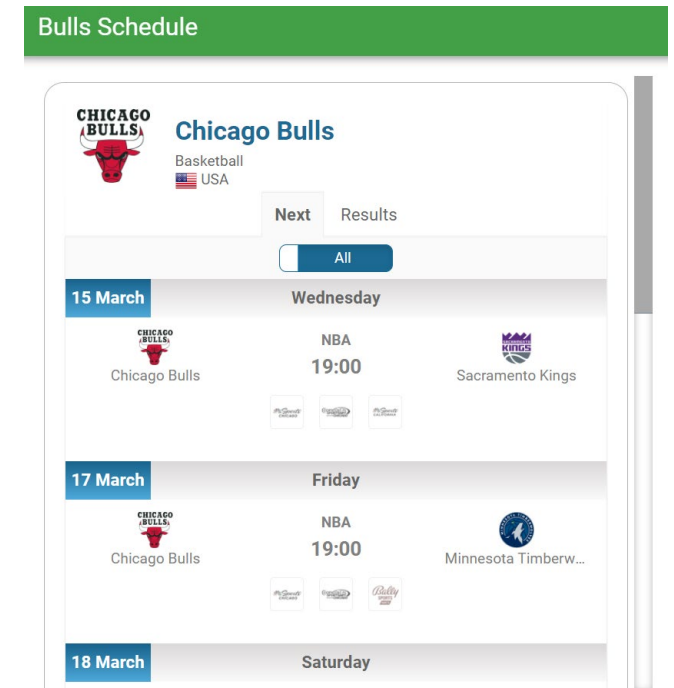 Bulls Schedule
CHICAGO
BULLS
Chicago Bulls
Basketball
USA
Next Results
All
15 March Wednesday
CHICAGO
BULLS
NBA
SACRAMENTO
KINGS
19:00
Chicago Bulls Sacramento Kings
17 March Friday
CHICAGO
BULLS
NBA
19:00
Chicago Bulls Minnesota Timberw...
Bally
SPORTS
18 March Saturday